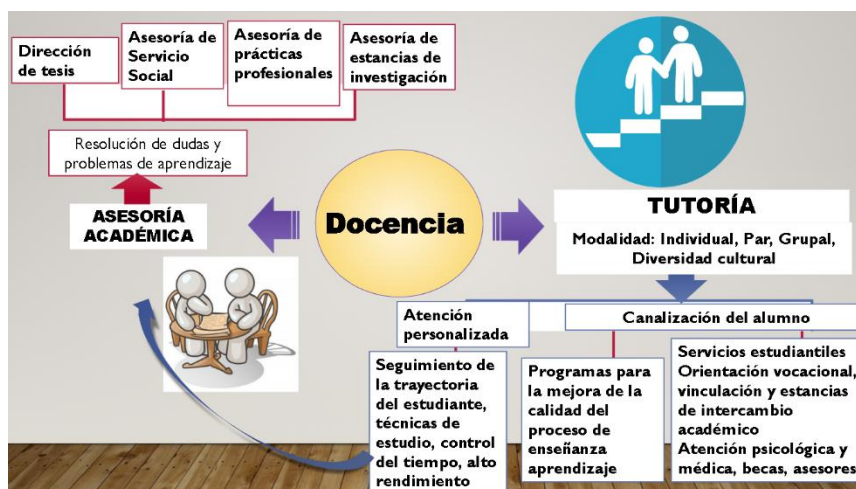 Dirección
de tesis
Asesoría de
Servicio
Social
Asesoría de
prácticas
profesionales
Asesoría de
estancias de
investigación
Resolución de dudas y
problemas de aprendizaje
ASESORÍA
ACADÉMICA
Docencia
TUTORÍA
Modalidad: Individual, Par, Grupal,
Diversidad cultural
Atención
personalizada
Canalización del alumno
Seguimiento de
la trayectoria
del estudiante,
técnicas de
estudio, control
del tiempo, alto
rendimiento
Programas para
la mejora de la
calidad del
proceso de
enseñanza
aprendizaje
Servicios estudiantiles
Orientación vocacional,
vinculación y estancias
de intercambio
académico
Atención psicológica y
médica, becas, asesores